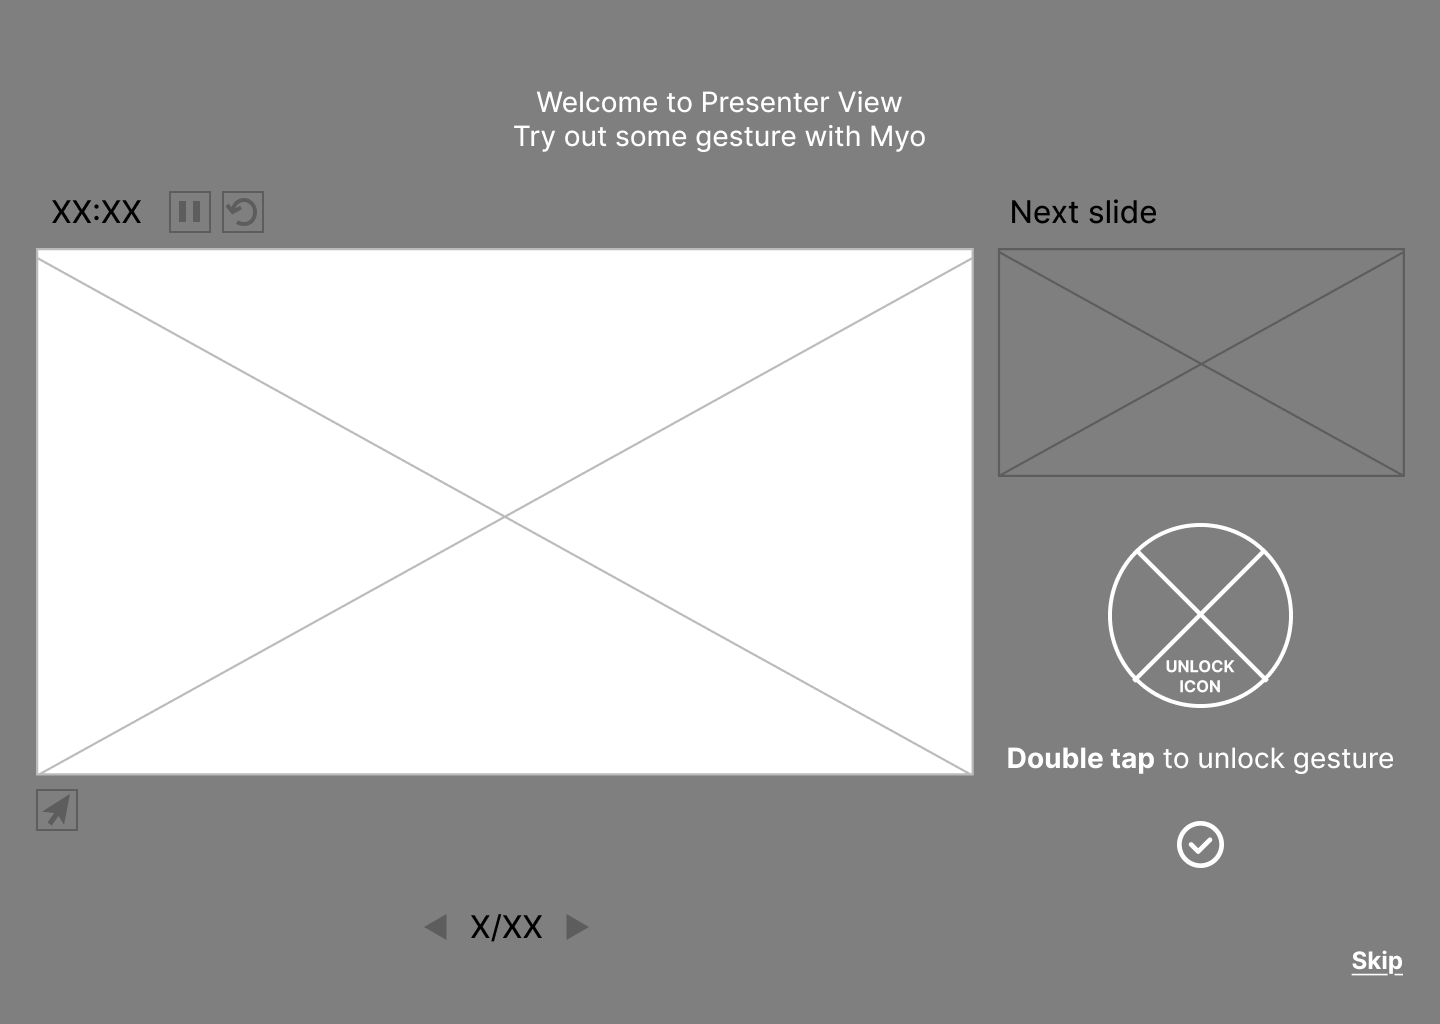 Welcome to Presenter View
Try out some gesture with Myo
XX:XX
Next slide
UNLOCK
ICON
Double tap to unlock gesture
X/XX
Skip